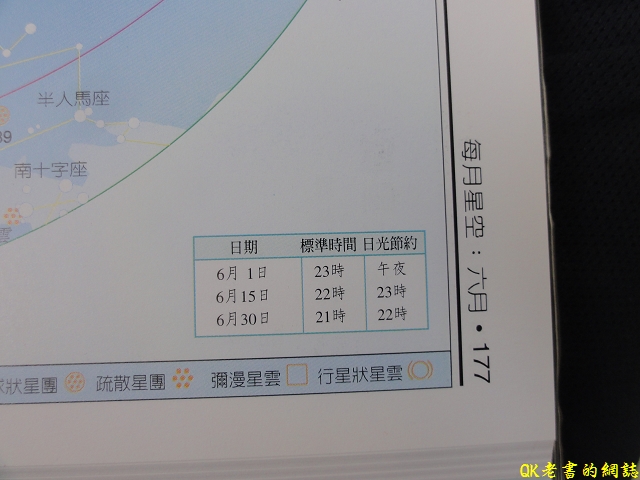 半人馬座
39
南十字座
雲
日期 標準時間 日光節約
6月 1日 23時 午夜
6月15日 22時 23時
6月30日 21時 22時
球狀星團 疏散星團 彌漫星雲 行星狀星雲
每月星空：六月 • 177
QK老書的網誌